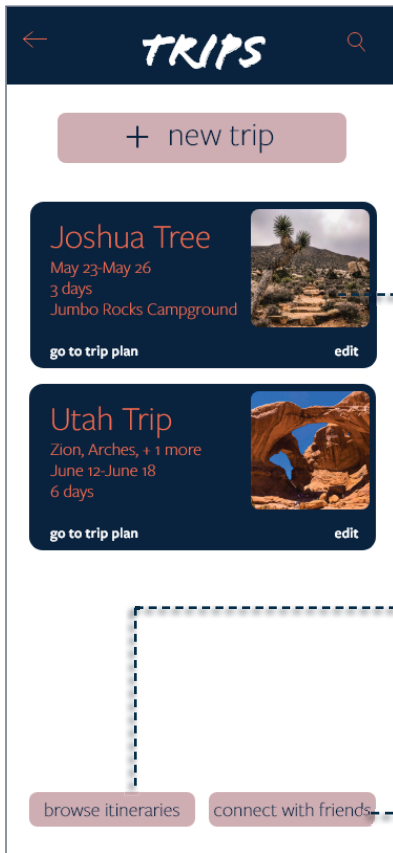 TRIPS
+ new trip
Joshua Tree
May 23-May 26
3 days
Jumbo Rocks Campground
go to trip plan edit
Utah Trip
Zion, Arches, + 1 more
June 12-June 18
6 days
go to trip plan edit
browse itineraries connect with friends